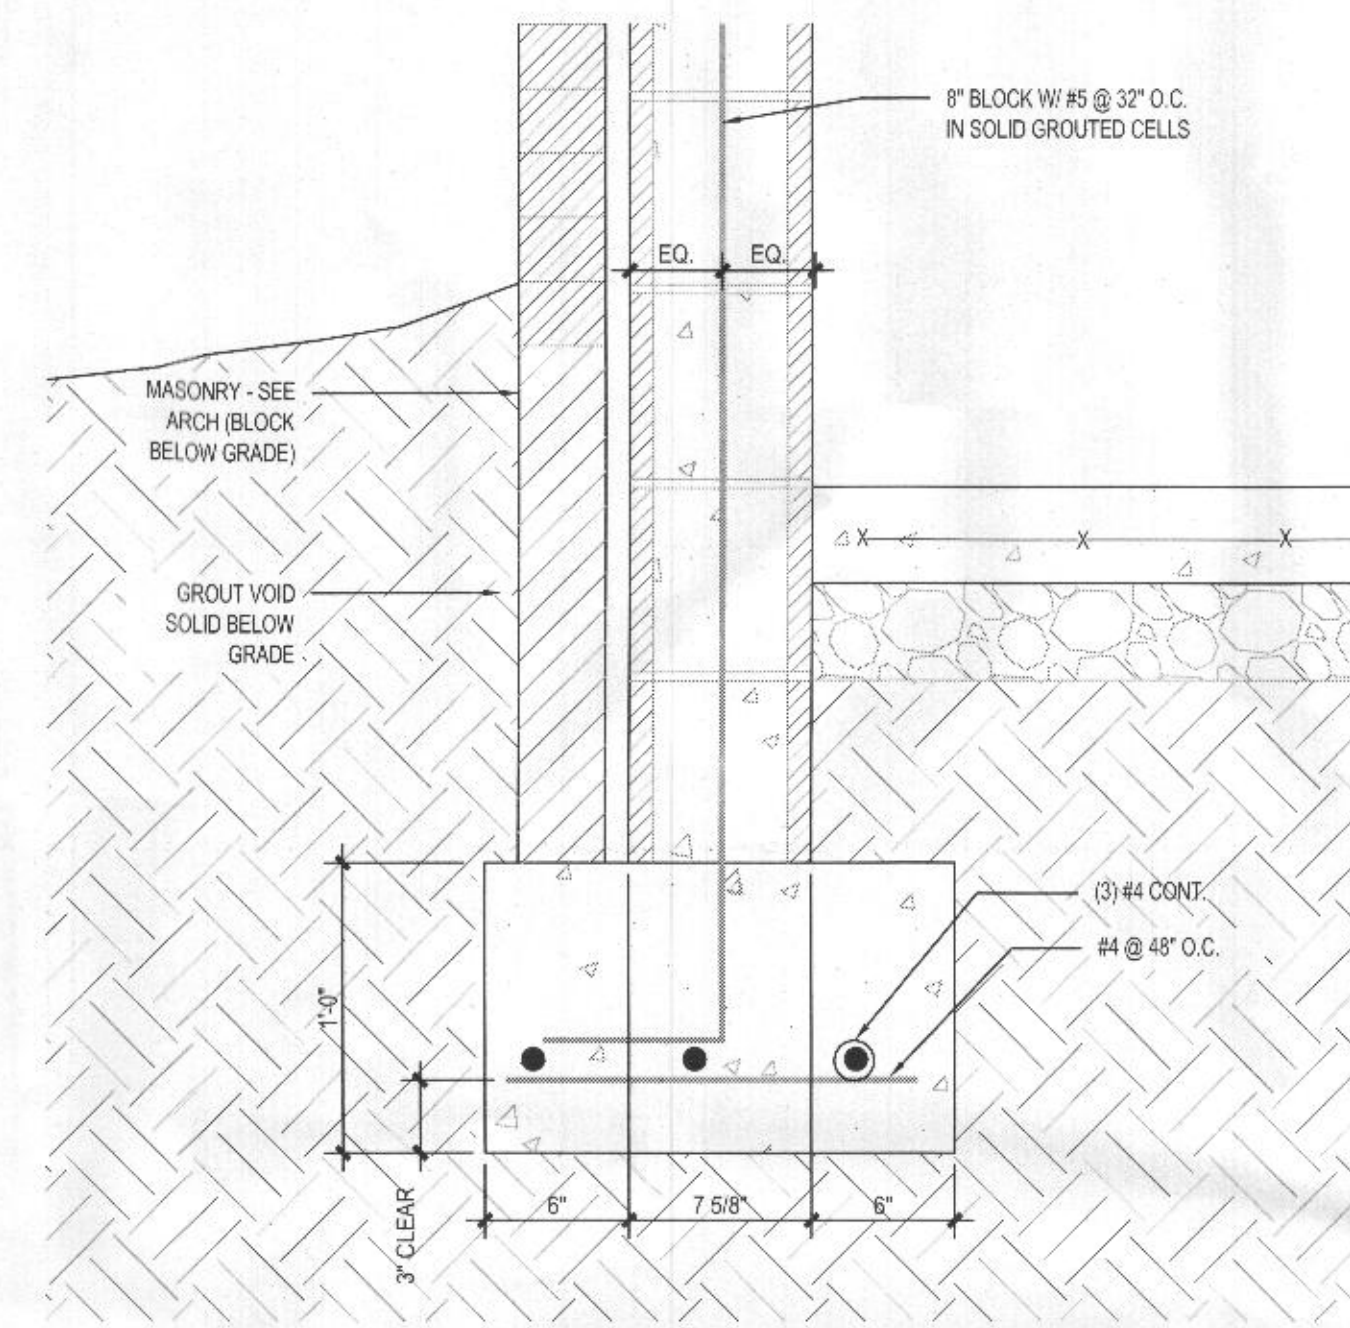 8" BLOCK W/ #5 @ 32" O.C.
IN SOLID GROUTED CELLS
EQ.
EQ.
MASONRY - SEE
ARCH (BLOCK
BELOW GRADE)
X
X
X
GROUT VOID
SOLID BELOW
GRADE
(3) #4 CONT.
#4 @ 48" O.C.
1'-0"
3" CLEAR
6"
7 5/8"
6"